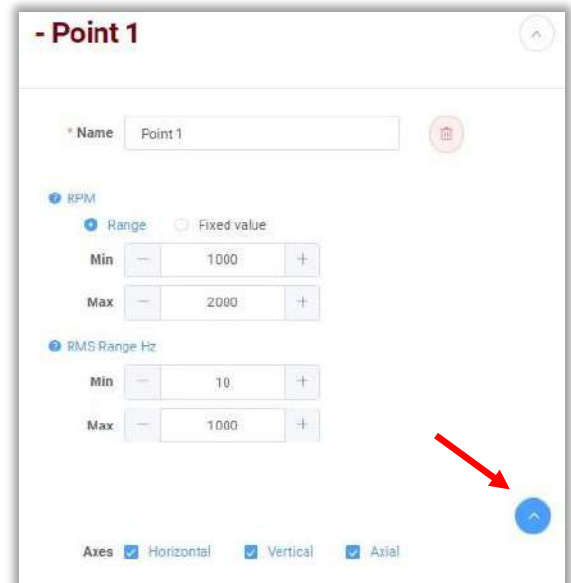 - Point 1
* Name Point 1
RPM
Range Fixed value
Min — 1000 +
Max — 2000 +
RMS Range Hz
Min — 10 +
Max — 1000 +
Axes Horizontal Vertical Axial